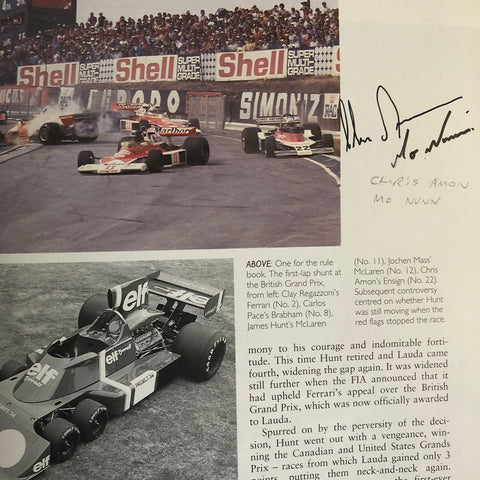 SUPER
MULTI-
GRADE
Shell
Shell
SUPER
MULTI-
GRADE
Shell
SUPER
MULTI-
GRADE
SIMONIZ
Marlboro
11
22
Chris Amon
Mo Nunn
CHRIS AMON
MO NUNN
ABOVE: One for the rule
book. The first-lap shunt at
the British Grand Prix,
from left: Clay Regazzoni's
Ferrari (No. 2), Carlos
Pace's Brabham (No. 8),
James Hunt's McLaren
(No. 11), Jochen Mass'
McLaren (No. 12), Chris
Amon's Ensign (No. 22).
Subsequent controversy
centred on whether Hunt
was still moving when the
red flags stopped the race.
elf
elf
elf
elf
mony to his courage and indomitable forti-
tude. This time Hunt retired and Lauda came
fourth, widening the gap again. It was widened
still further when the FIA announced that it
had upheld Ferrari's appeal over the British
Grand Prix, which was now officially awarded
to Lauda.
Spurred on by the perversity of the deci-
sion, Hunt went out with a vengeance, win-
ning the Canadian and United States Grands
Prix – races from which Lauda gained only 3
points, putting them neck-and-neck again.
the first-ever